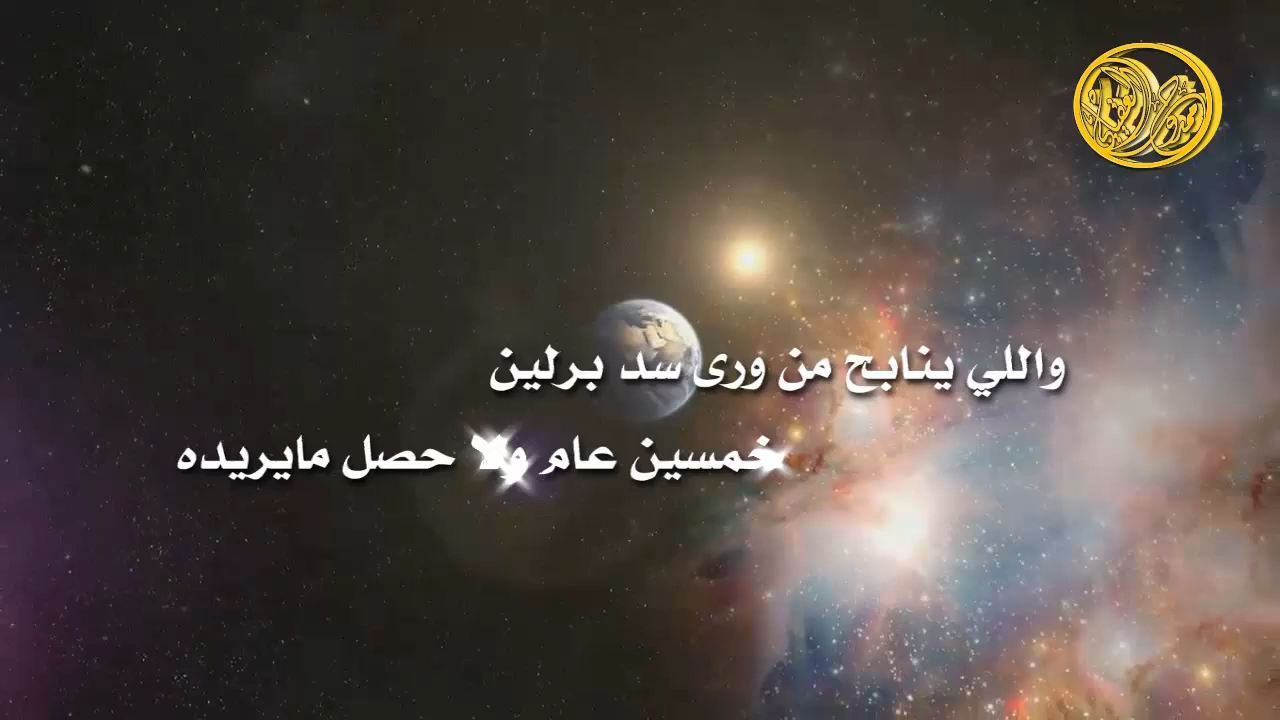 واللي ينابح من ورى سد برلين
خمسين عام ولا حصل مايريده